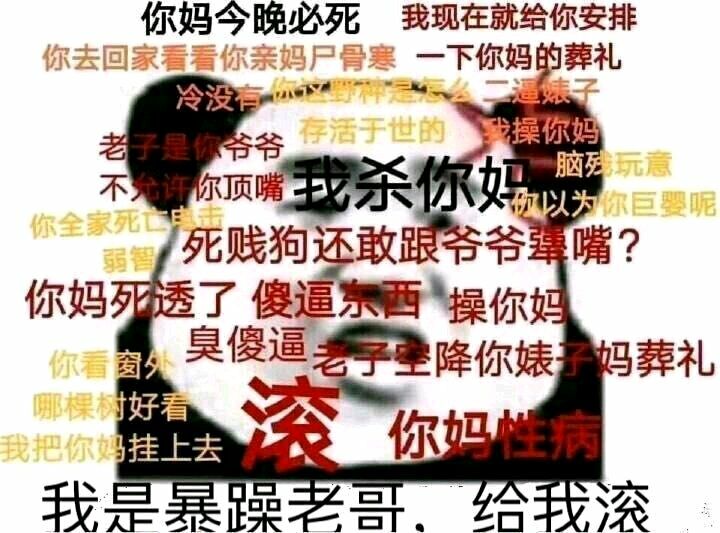 你妈今晚必死 我现在就给你安排
你去回家看看你亲妈尸骨寒 一下你妈的葬礼
冷没有 你这野种是怎么 二逼婊子
存活于世的 我操你妈
老子是你爷爷 脑残玩意
不允许你顶嘴 我杀你妈 你以为你巨婴呢
你全家死亡电击
弱智 死贱狗还敢跟爷爷犟嘴？
你妈死透了 傻逼东西 操你妈
你看窗外 臭傻逼 老子空降你婊子妈葬礼
哪棵树好看
我把你妈挂上去 滚 你妈性病
我是暴躁老哥，给我滚